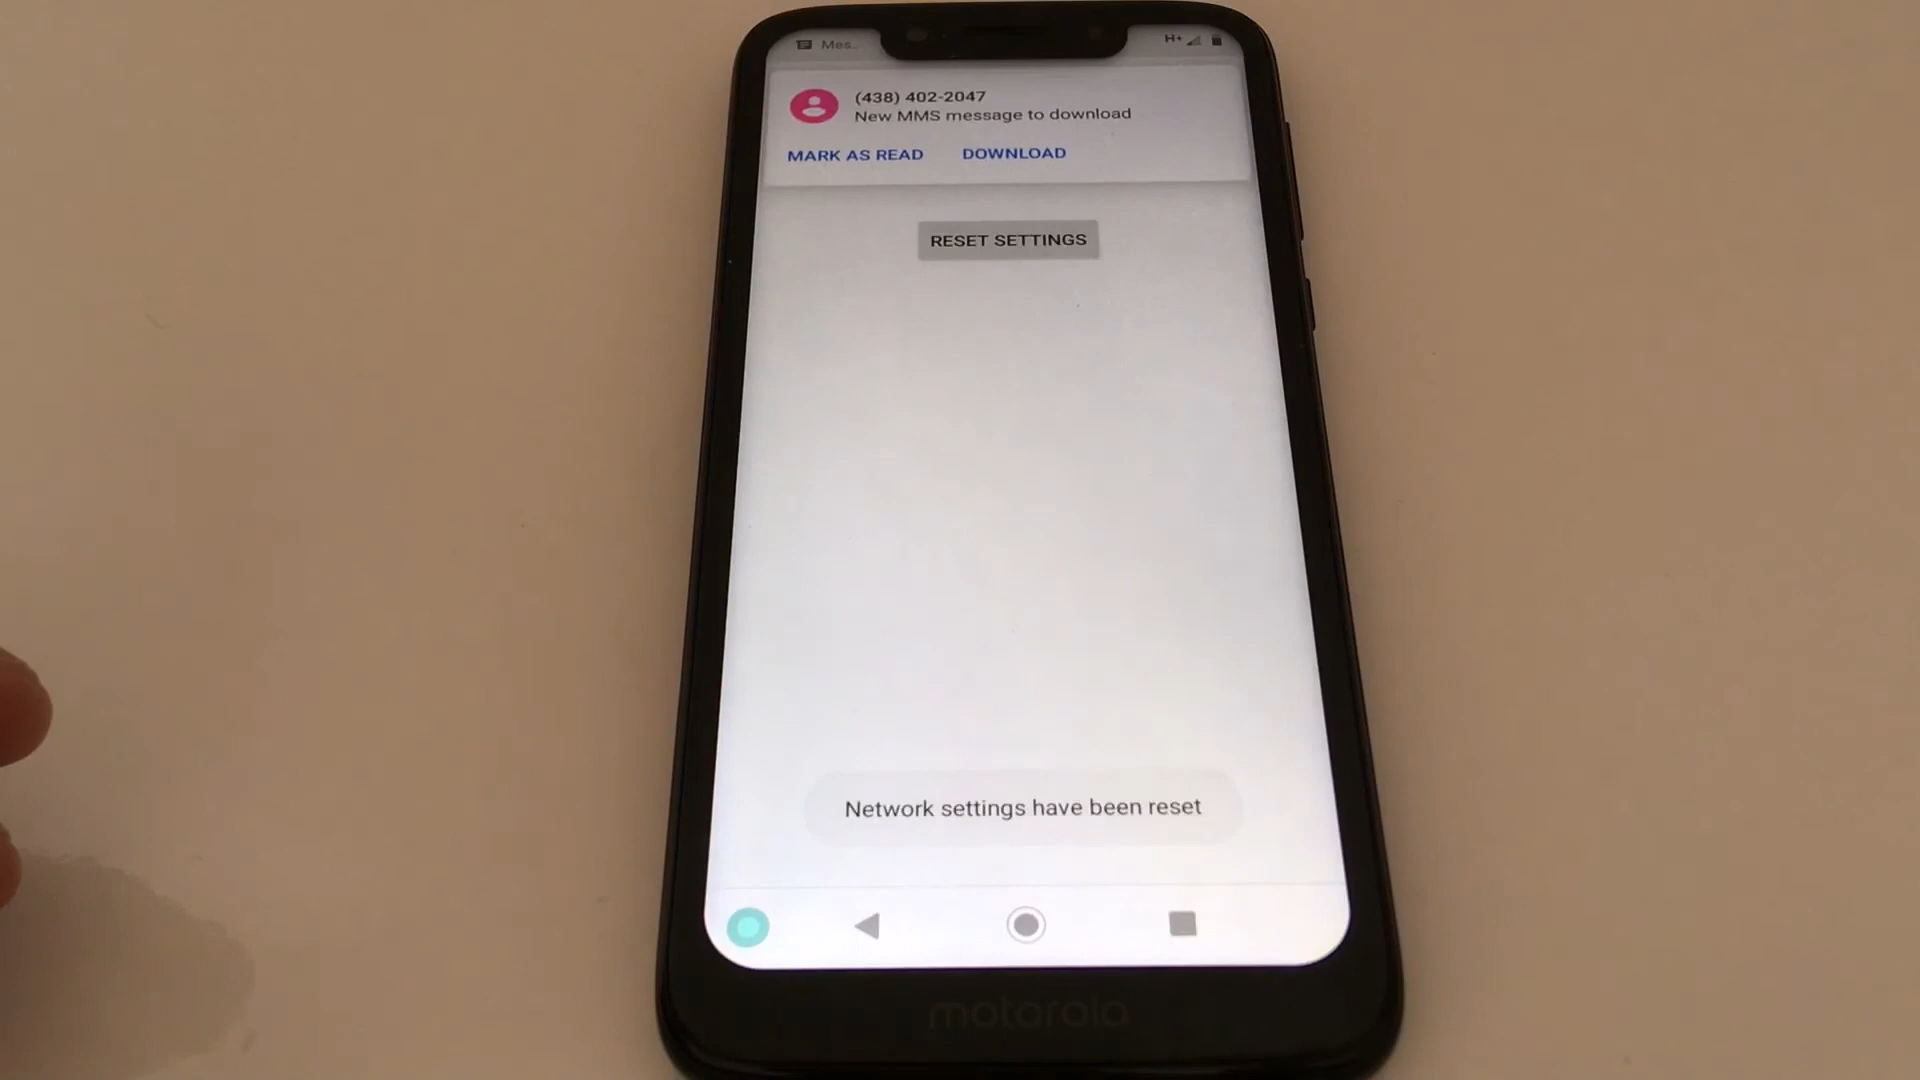 Mes..
H+
(438) 402-2047
New MMS message to download
MARK AS READ DOWNLOAD
RESET SETTINGS
Network settings have been reset
motorola